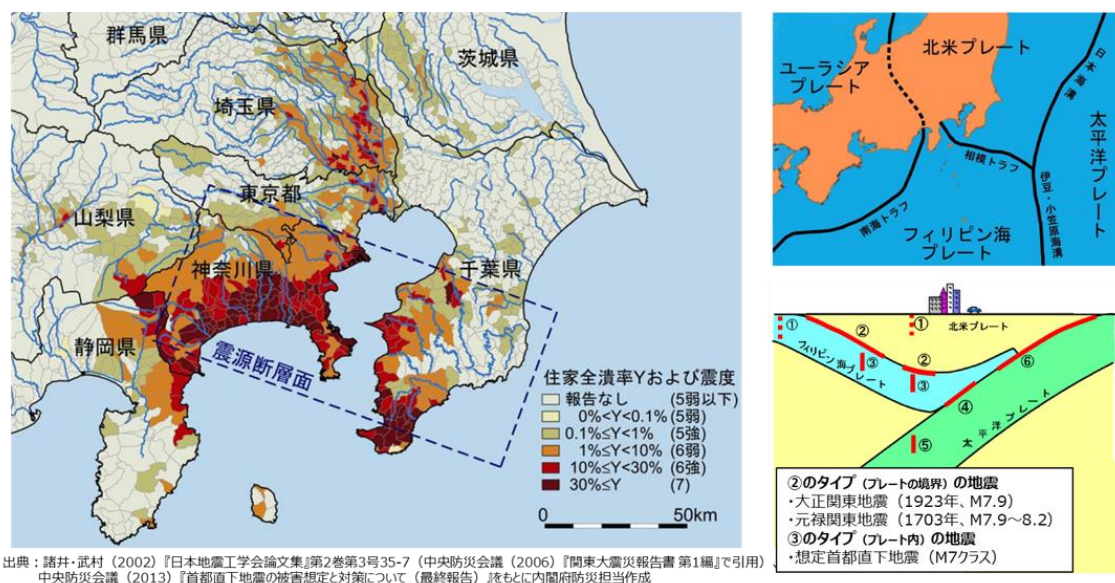 群馬県
茨城県
埼玉県
東京都
山梨県
神奈川県
千葉県
静岡県
震源断層面
住家全潰率Yおよび震度
報告なし (5弱以下)
0%<Y<0.1% (5弱)
0.1%≦Y<1% (5強)
1%≦Y<10% (6弱)
10%≦Y<30% (6強)
30%≦Y (7)
0 50km
北米プレート
ユーラシア
プレート
日本海溝
太平洋プレート
相模トラフ
伊豆・小笠原海溝
南海トラフ
フィリピン海
プレート
① ② ① 北米プレート
フィリピン海プレート ③ ② ③ ⑥
④
⑤
太平洋プレート
②のタイプ(プレートの境界)の地震
・大正関東地震(1923年、M7.9)
・元禄関東地震(1703年、M7.9～8.2)
③のタイプ(プレート内)の地震
・想定首都直下地震(M7クラス)
出典:諸井・武村(2002)『日本地震工学会論文集』第2巻第3号35-7(中央防災会議(2006)『関東大震災報告書 第1編』で引用)、
中央防災会議(2013)『首都直下地震の被害想定と対策について(最終報告)』をもとに内閣府防災担当作成